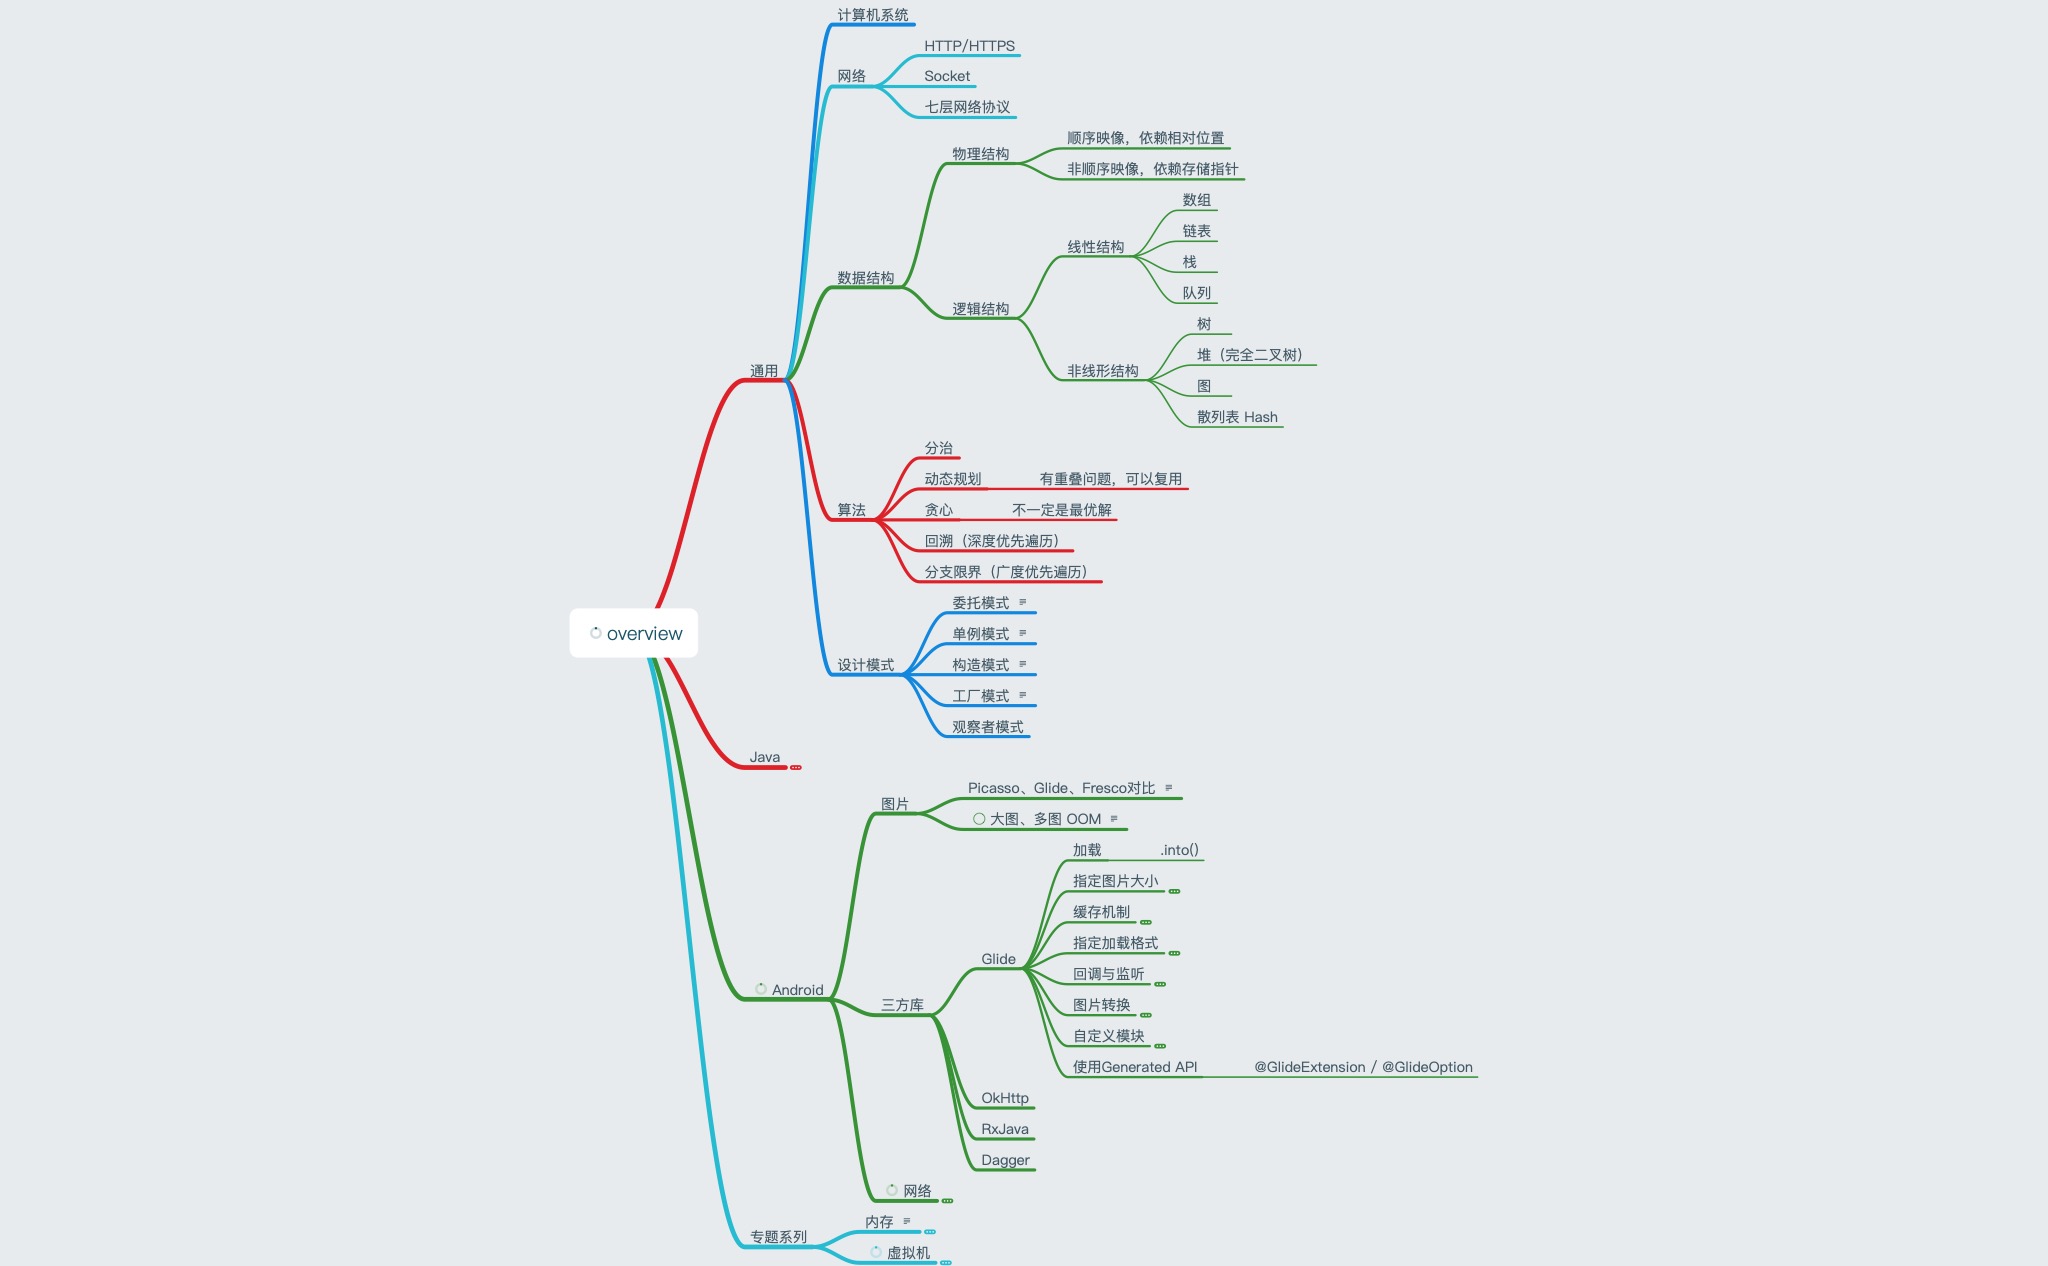 计算机系统
HTTP/HTTPS
网络
Socket
七层网络协议
顺序映像，依赖相对位置
物理结构
非顺序映像，依赖存储指针
数组
链表
线性结构
栈
数据结构
队列
逻辑结构
树
堆（完全二叉树）
通用
非线形结构
图
散列表 Hash
分治
动态规划
有重叠问题，可以复用
算法
贪心
不一定是最优解
回溯（深度优先遍历）
分支限界（广度优先遍历）
委托模式
overview
单例模式
设计模式
构造模式
工厂模式
观察者模式
Java
Picasso、Glide、Fresco对比
图片
大图、多图 OOM
加载
.into()
指定图片大小
缓存机制
指定加载格式
Glide
回调与监听
Android
三方库
图片转换
自定义模块
使用Generated API
@GlideExtension / @GlideOption
OkHttp
RxJava
Dagger
网络
内存
专题系列
虚拟机